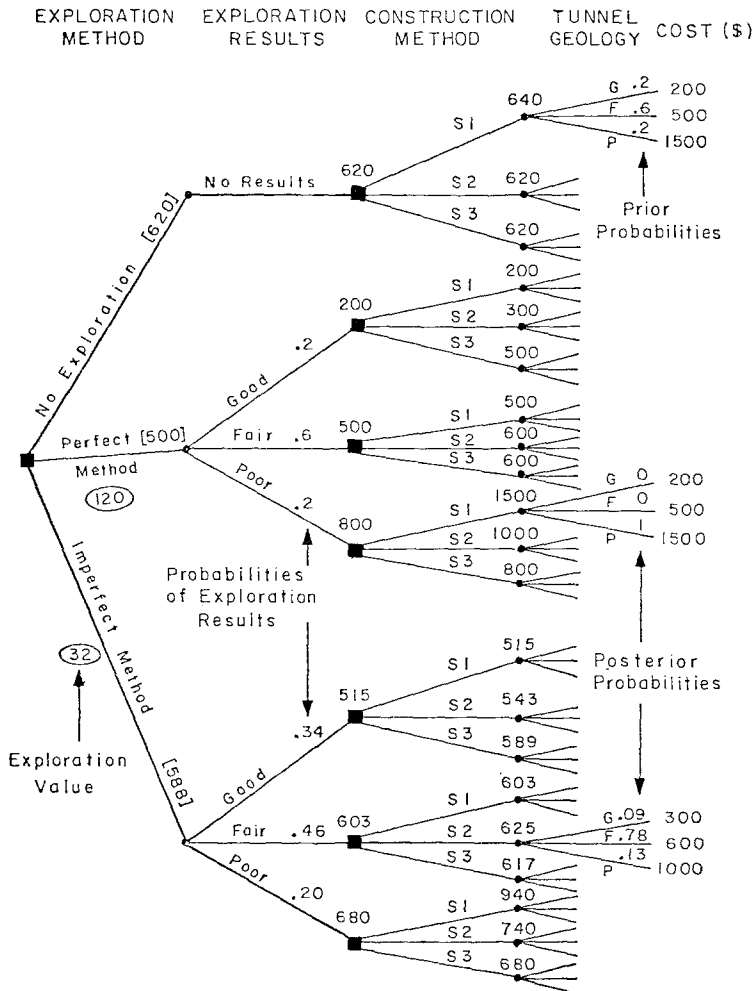 EXPLORATION METHOD
EXPLORATION RESULTS
CONSTRUCTION METHOD
TUNNEL GEOLOGY
COST ($)
No Exploration [620]
No Results
620
S1
640
G .2 200
F .6 500
P .2 1500
S2
620
S3
620
Prior
Probabilities
Perfect [500]
Method
120
Good
.2
200
S1
200
S2
300
S3
500
Fair .6
500
S1
500
S2
600
S3
600
Poor
.2
800
S1
1500
G 0 200
F 0 500
P 1 1500
S2
1000
S3
800
Probabilities
of Exploration
Results
Posterior
Probabilities
Imperfect Method
32
[588]
Exploration
Value
Good
.34
515
S1
515
S2
543
S3
589
Fair .46
603
S1
603
S2
625
G .09 300
F .78 600
P .13 1000
S3
617
Poor
.20
680
S1
940
S2
740
S3
680